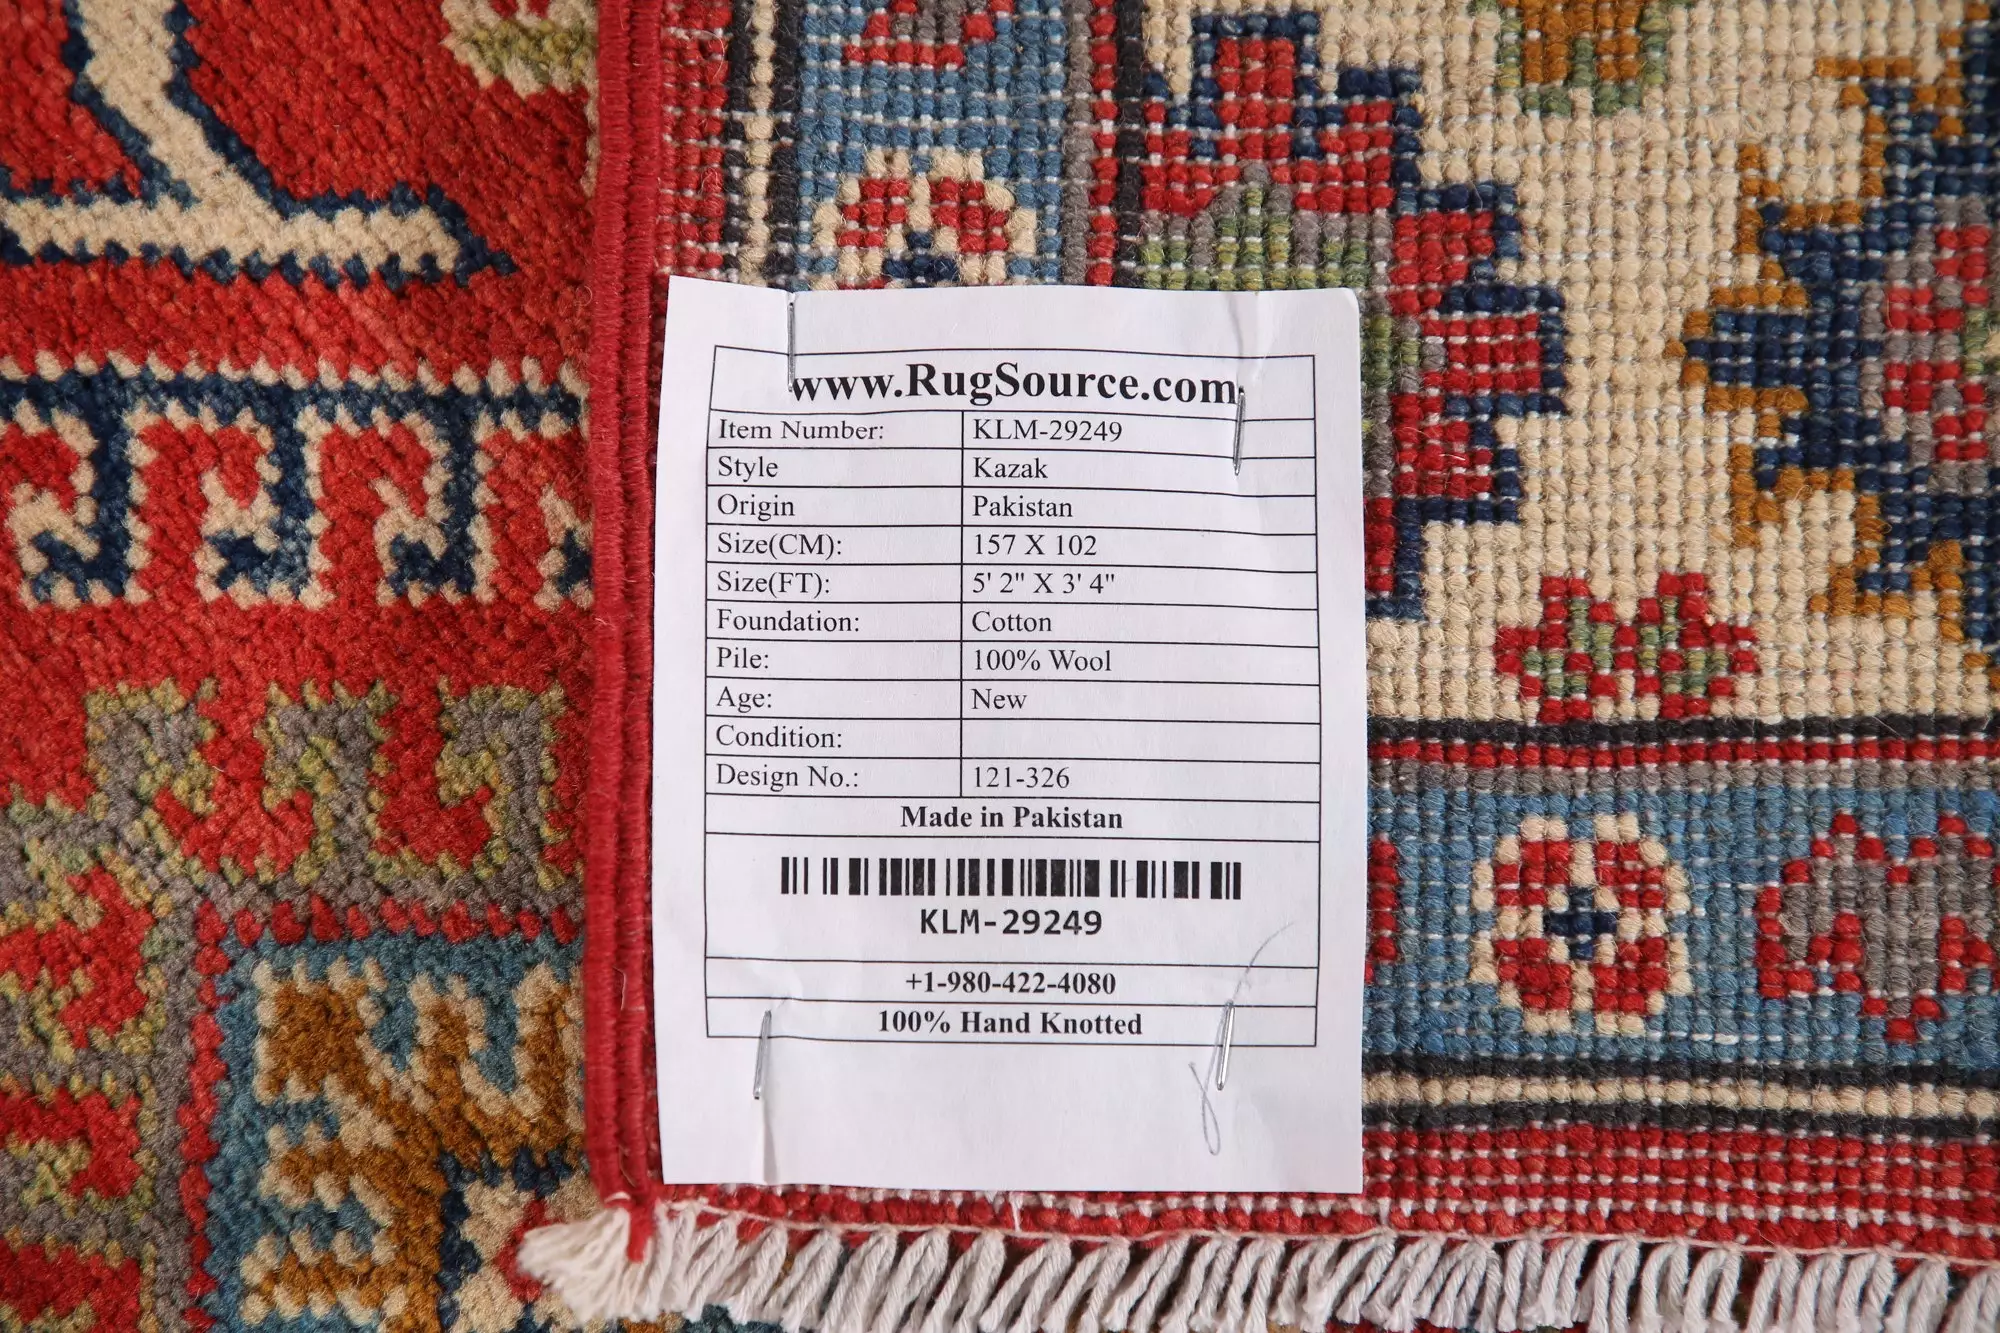 www.RugSource.com
Item Number: KLM-29249
Style Kazak
Origin Pakistan
Size(CM): 157 X 102
Size(FT): 5' 2" X 3' 4"
Foundation: Cotton
Pile: 100% Wool
Age: New
Condition:
Design No.: 121-326
Made in Pakistan
KLM-29249
+1-980-422-4080
100% Hand Knotted